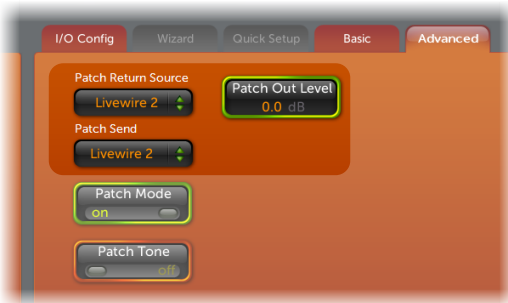 I/O Config Wizard Quick Setup Basic Advanced
Patch Return Source
Livewire 2
Patch Out Level
0.0 dB
Patch Send
Livewire 2
Patch Mode
on
Patch Tone
off